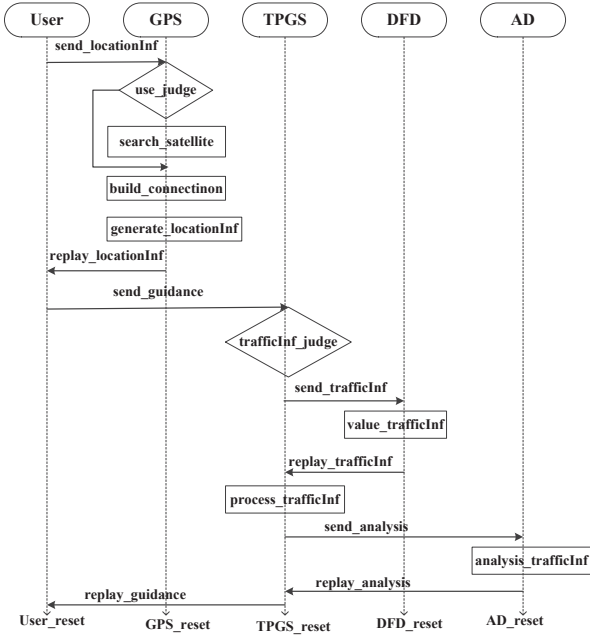 User GPS TPGS DFD AD
send_locationInf
use_judge
search_satellite
build_connectinon
generate_locationInf
replay_locationInf
send_guidance
trafficInf_judge
send_trafficInf
value_trafficInf
replay_trafficInf
process_trafficInf
send_analysis
analysis_trafficInf
replay_analysis
replay_guidance
User_reset GPS_reset TPGS_reset DFD_reset AD_reset